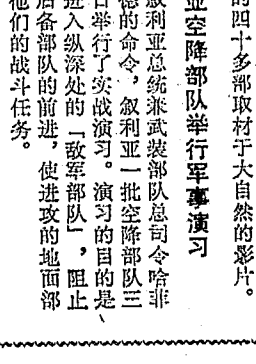 的四十多部取材于大自然的影片。
亚空降部队举行军事演习
叙利亚总统兼武装部队总司令哈菲
德的命令，叙利亚一批空降部队三
日举行了实战演习。演习的目的是
进入纵深处的「敌军部队」，阻止
后备部队的前进，使进攻的地面部
他们的战斗任务。